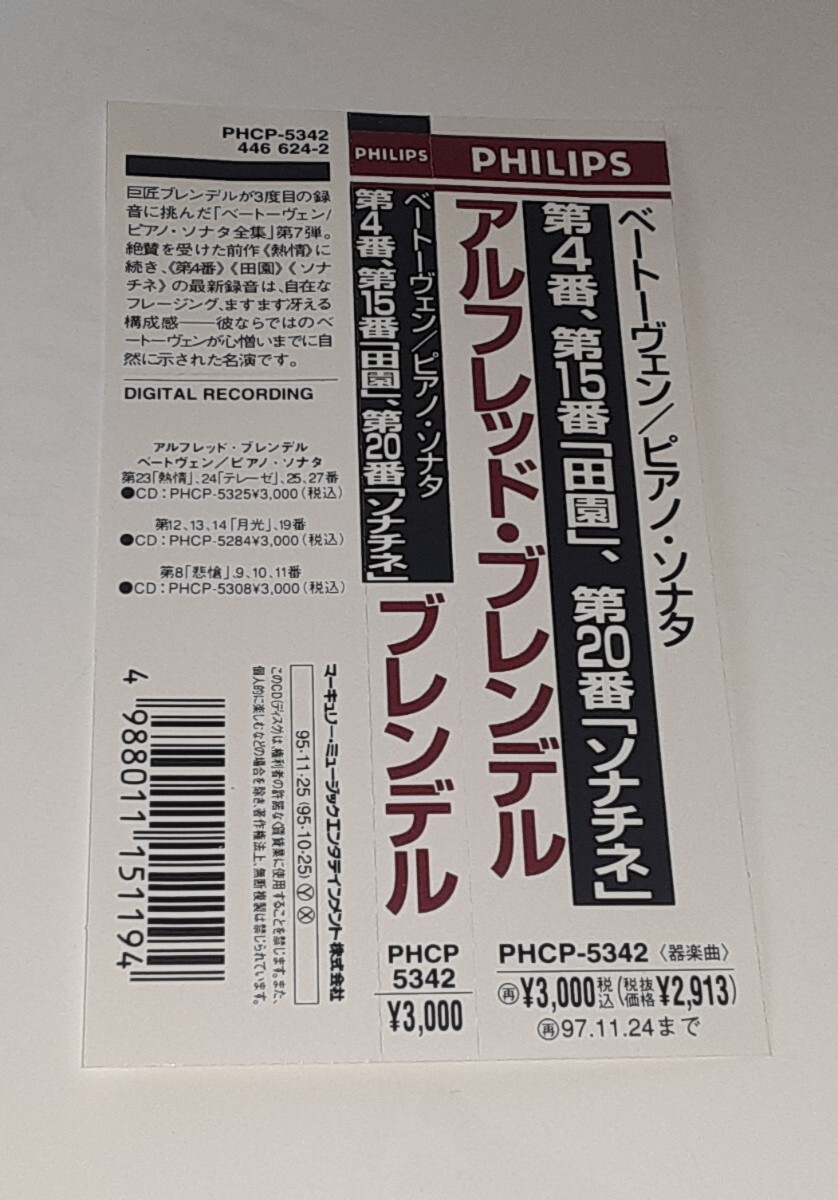 PHCP-5342
446 624-2
巨匠ブレンデルが3度目の録
音に挑んだ「ベートーヴェン/
ピアノ・ソナタ全集」第7弾。
絶賛を受けた前作《熱情》に
続き、《第4番》《田園》《ソナ
チネ》の最新録音は、自在な
フレージング、ますます冴える
構成感──彼ならではのベ
ートーヴェンが心憎いまでに自
然に示された名演です。
DIGITAL RECORDING
アルフレッド・ブレンデル
ベートヴェン/ピアノ・ソナタ
第23「熱情」、24「テレーゼ」、25、27番
●CD:PHCP-5325¥3,000(税込)
第12、13、14「月光」、19番
●CD:PHCP-5284¥3,000(税込)
第8「悲愴」、9、10、11番
●CD:PHCP-5308¥3,000(税込)
マーキュリー・ミュージックエンタテインメント株式会社
95・11・25 (95・10・25) Ⓨ Ⓧ
このCD(ディスク)は、権利者の許諾なく賃貸業に使用することを禁じます。また、
個人的に楽しむなどの場合を除き、著作権法上、無断複製は禁じられています。
4 988011 151194
PHILIPS
ベートーヴェン/ピアノ・ソナタ
第4番、第15番「田園」、第20番「ソナチネ」
ブレンデル
PHCP
5342
¥3,000
PHILIPS
ベートーヴェン/ピアノ・ソナタ
第4番、第15番「田園」、第20番「ソナチネ」
アルフレッド・ブレンデル
PHCP-5342〈器楽曲〉
㊢¥3,000税込(税抜価格¥2,913)
㊢97.11.24まで